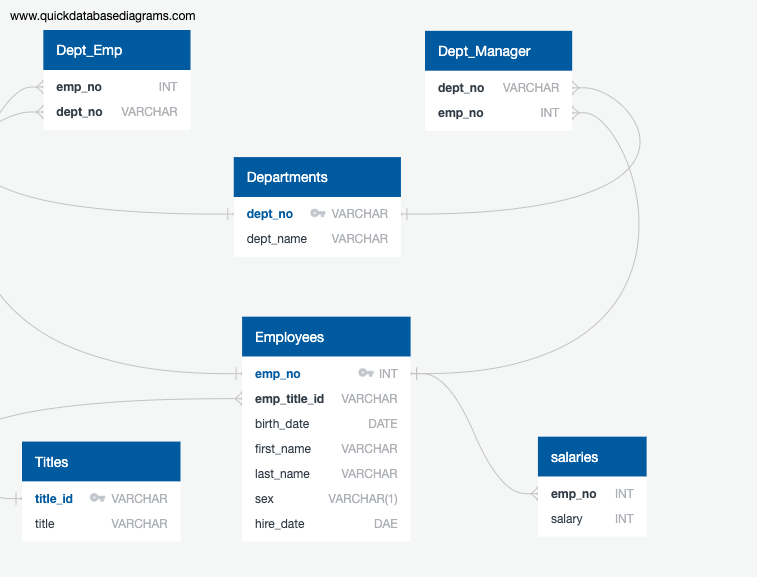 www.quickdatabasediagrams.com
Dept_Emp
emp_no INT
dept_no VARCHAR
Dept_Manager
dept_no VARCHAR
emp_no INT
Departments
dept_no VARCHAR
dept_name VARCHAR
Employees
emp_no INT
emp_title_id VARCHAR
birth_date DATE
first_name VARCHAR
last_name VARCHAR
sex VARCHAR(1)
hire_date DAE
Titles
title_id VARCHAR
title VARCHAR
salaries
emp_no INT
salary INT